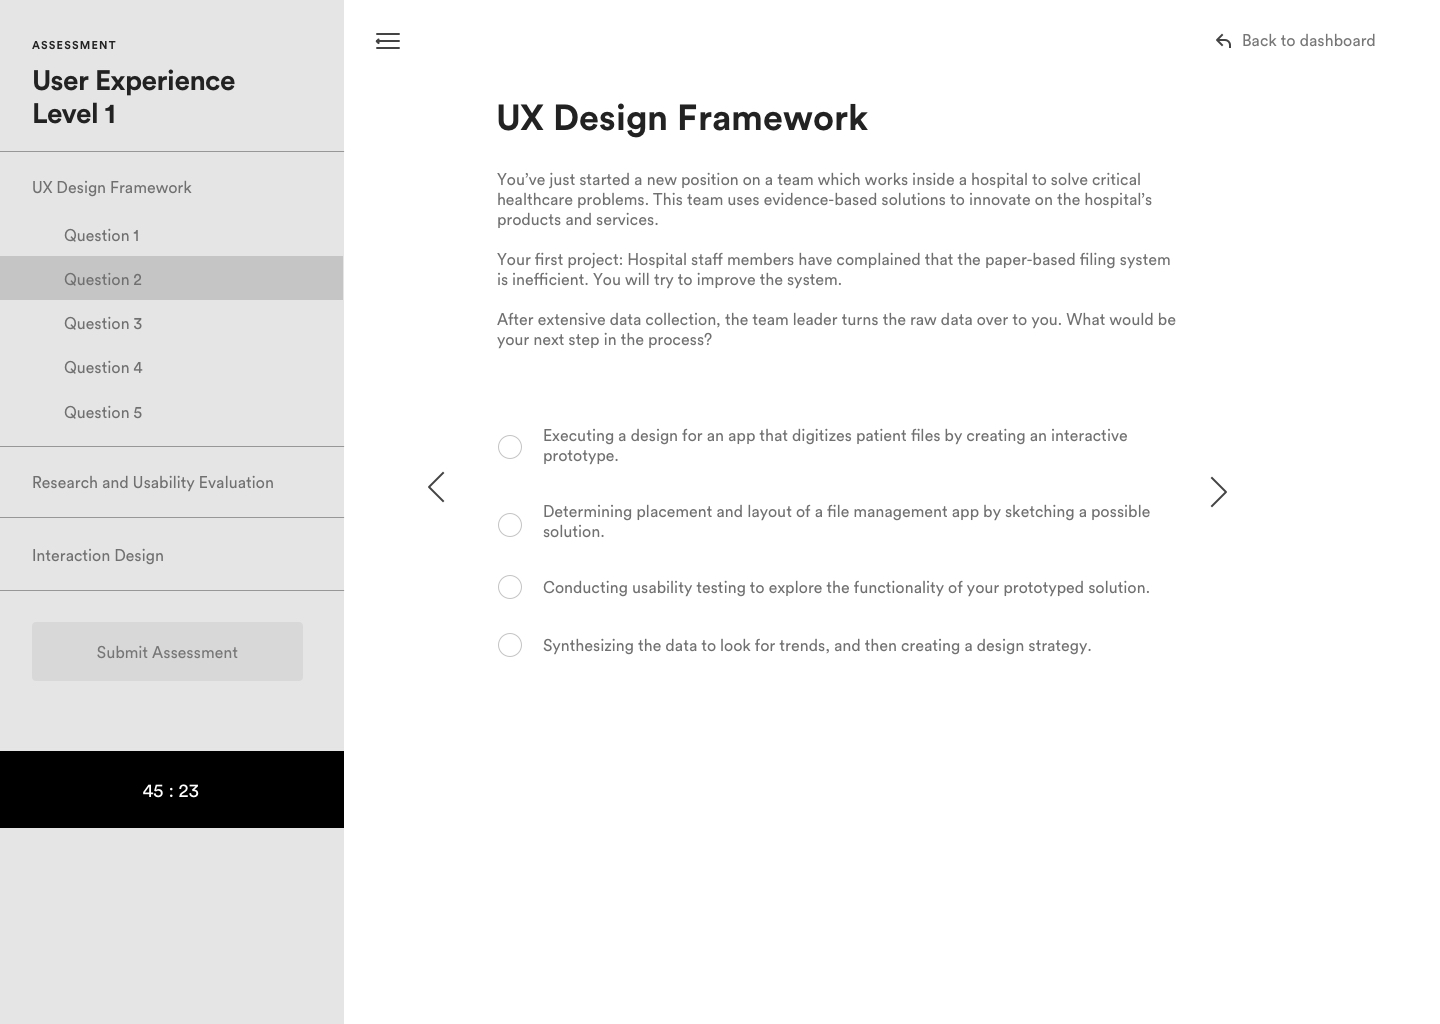 ASSESSMENT
User Experience
Level 1
UX Design Framework
Question 1
Question 2
Question 3
Question 4
Question 5
Research and Usability Evaluation
Interaction Design
Submit Assessment
45 : 23
Back to dashboard
UX Design Framework
You’ve just started a new position on a team which works inside a hospital to solve critical
healthcare problems. This team uses evidence-based solutions to innovate on the hospital’s
products and services.
Your first project: Hospital staff members have complained that the paper-based filing system
is inefficient. You will try to improve the system.
After extensive data collection, the team leader turns the raw data over to you. What would be
your next step in the process?
Executing a design for an app that digitizes patient files by creating an interactive
prototype.
Determining placement and layout of a file management app by sketching a possible
solution.
Conducting usability testing to explore the functionality of your prototyped solution.
Synthesizing the data to look for trends, and then creating a design strategy.